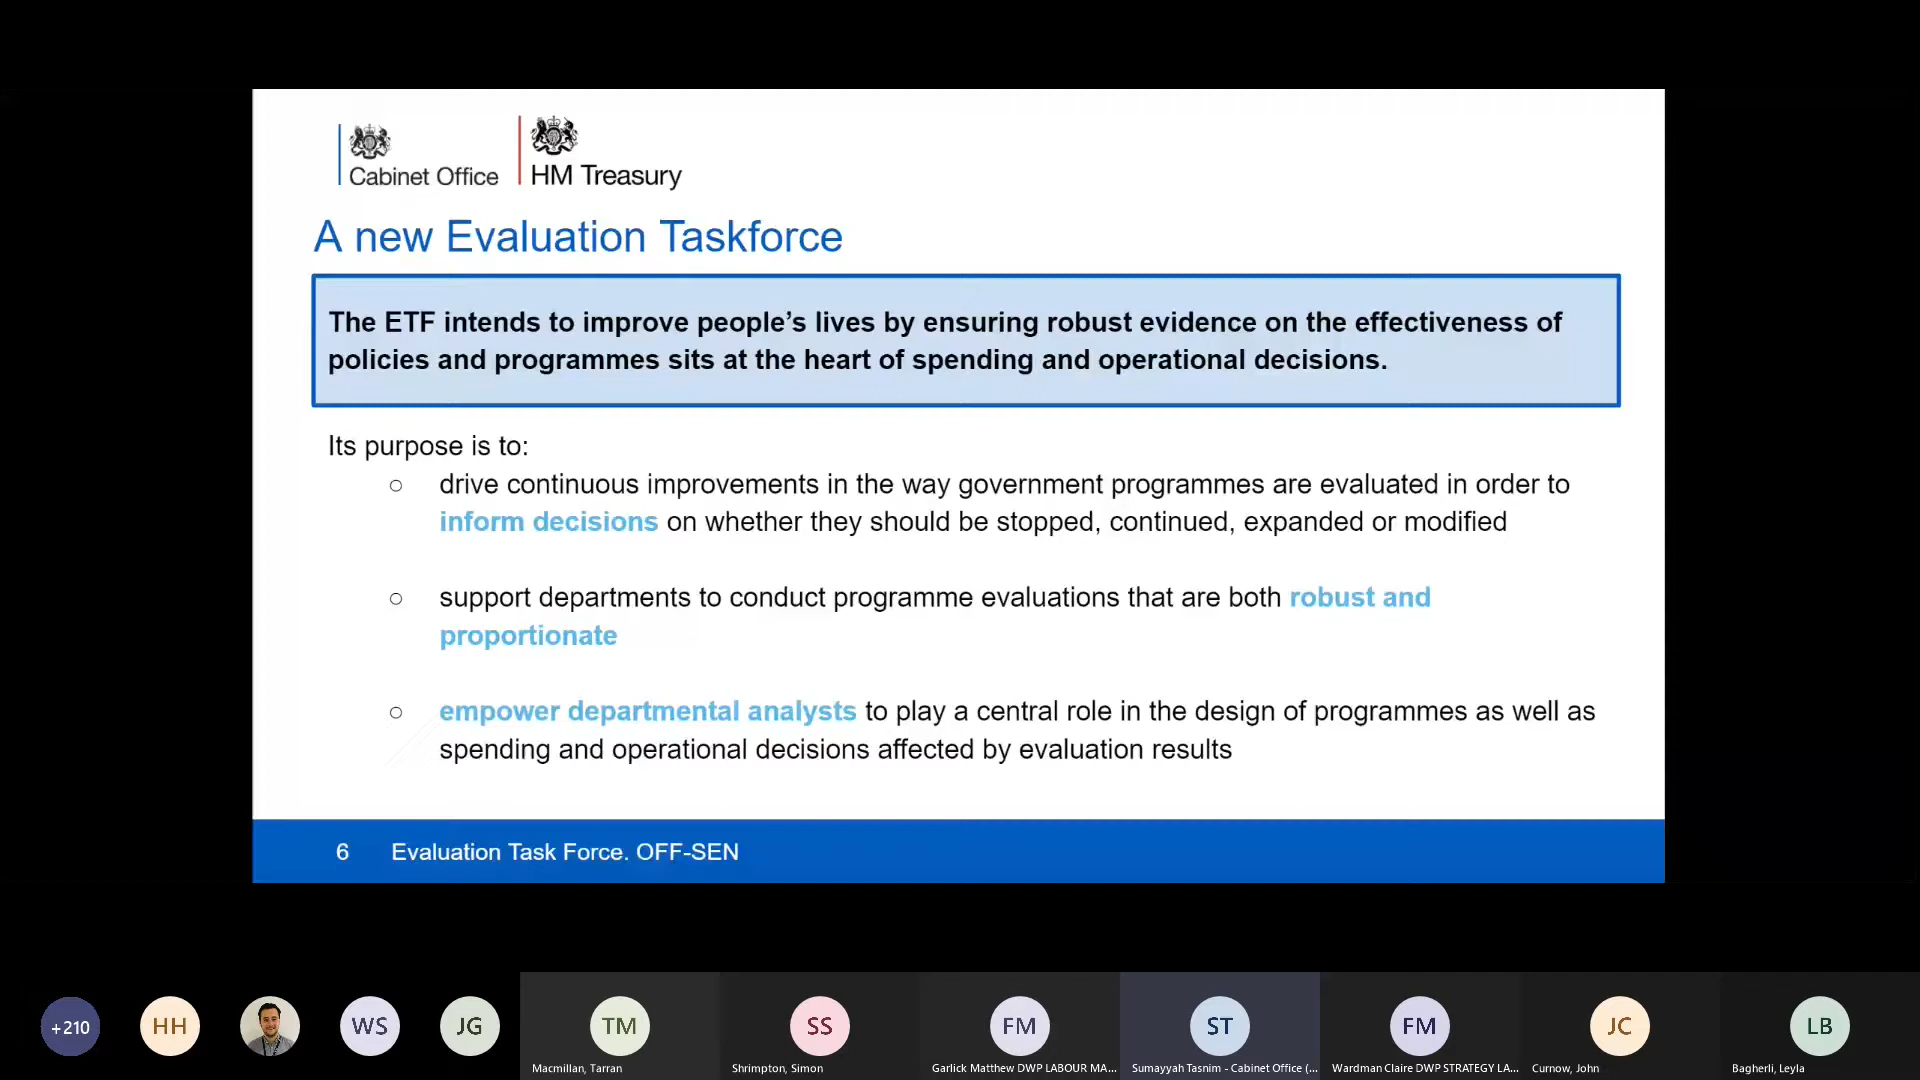 Cabinet Office
HM Treasury
A new Evaluation Taskforce
The ETF intends to improve people’s lives by ensuring robust evidence on the effectiveness of
policies and programmes sits at the heart of spending and operational decisions.
Its purpose is to:
○ drive continuous improvements in the way government programmes are evaluated in order to
inform decisions on whether they should be stopped, continued, expanded or modified
○ support departments to conduct programme evaluations that are both robust and
proportionate
○ empower departmental analysts to play a central role in the design of programmes as well as
spending and operational decisions affected by evaluation results
6 Evaluation Task Force. OFF-SEN
+210
HH
WS
JG
TM
SS
FM
ST
FM
JC
LB
Macmillan, Tarran
Shrimpton, Simon
Garlick Matthew DWP LABOUR MA...
Sumayyah Tasnim - Cabinet Office (...
Wardman Claire DWP STRATEGY LA...
Curnow, John
Bagherli, Leyla